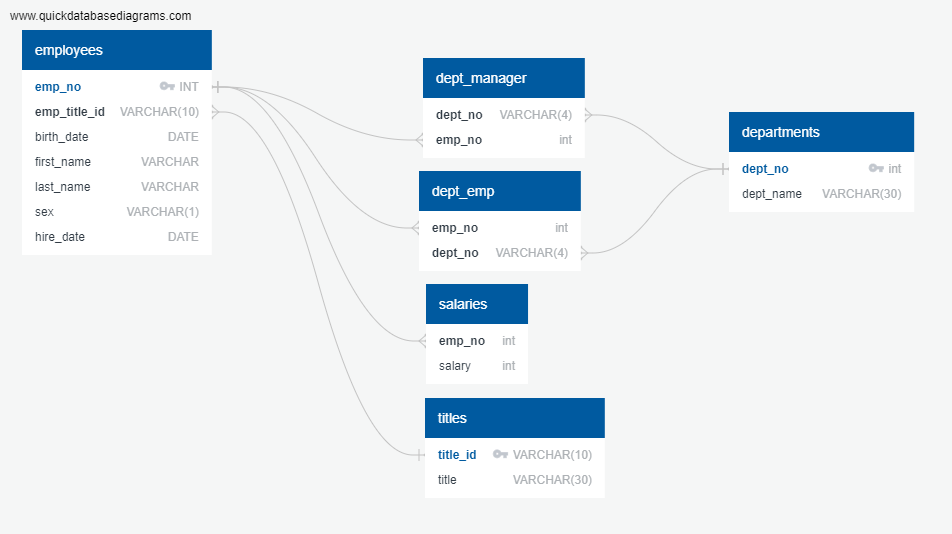 www.quickdatabasediagrams.com
employees
emp_no INT
emp_title_id VARCHAR(10)
birth_date DATE
first_name VARCHAR
last_name VARCHAR
sex VARCHAR(1)
hire_date DATE
dept_manager
dept_no VARCHAR(4)
emp_no int
dept_emp
emp_no int
dept_no VARCHAR(4)
salaries
emp_no int
salary int
titles
title_id VARCHAR(10)
title VARCHAR(30)
departments
dept_no int
dept_name VARCHAR(30)